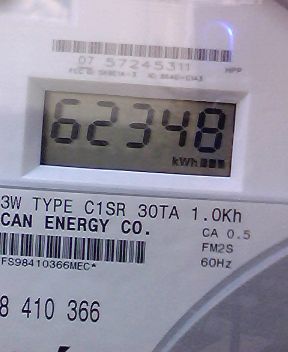 07 57245311
HPP
62348
kWh
3W TYPE C1SR 30TA 1.0Kh
CAN ENERGY CO.
CA 0.5
FM2S
60Hz
FS98410366MEC*
8 410 366